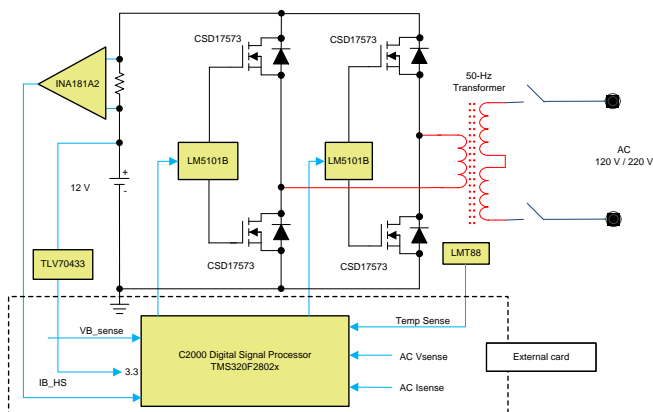 CSD17573
CSD17573
50-Hz
Transformer
INA181A2
LM5101B
LM5101B
AC
120 V / 220 V
+
12 V
-
CSD17573
CSD17573
TLV70433
LMT88
Temp Sense
VB_sense
C2000 Digital Signal Processor
TMS320F2802x
AC Vsense
External card
3.3
IB_HS
AC Isense